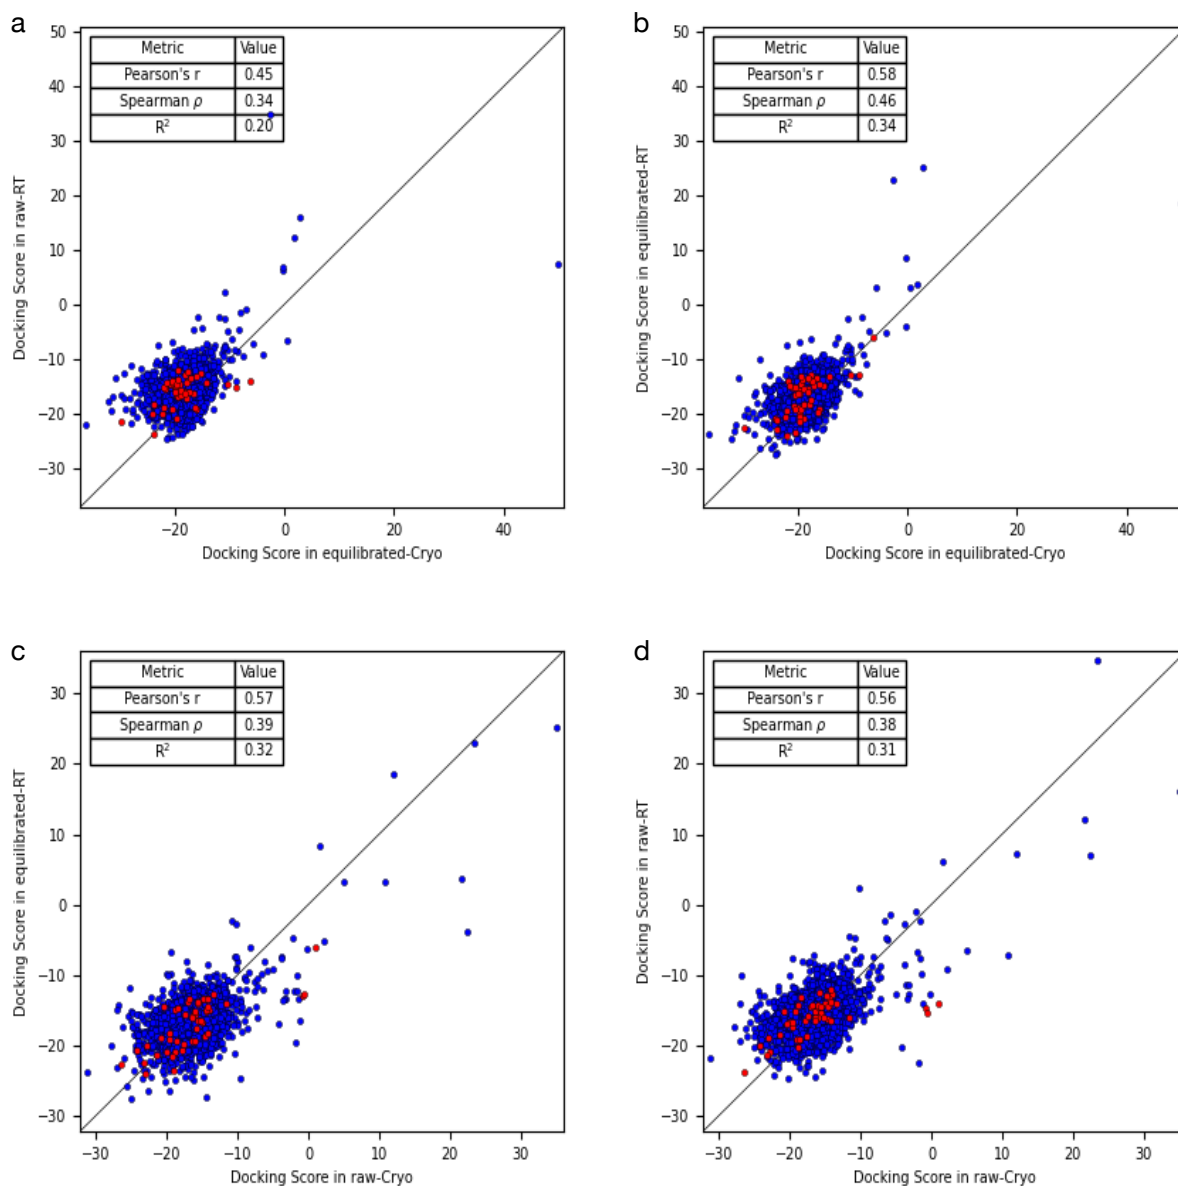 a
Metric Value
Pearson's r 0.45
Spearman ρ 0.34
R² 0.20
50
40
30
20
10
0
−10
−20
−30
Docking Score in raw-RT
−20 0 20 40
Docking Score in equilibrated-Cryo
b
Metric Value
Pearson's r 0.58
Spearman ρ 0.46
R² 0.34
50
40
30
20
10
0
−10
−20
−30
Docking Score in equilibrated-RT
−20 0 20 40
Docking Score in equilibrated-Cryo
c
Metric Value
Pearson's r 0.57
Spearman ρ 0.39
R² 0.32
30
20
10
0
−10
−20
−30
Docking Score in equilibrated-RT
−30 −20 −10 0 10 20 30
Docking Score in raw-Cryo
d
Metric Value
Pearson's r 0.56
Spearman ρ 0.38
R² 0.31
30
20
10
0
−10
−20
−30
Docking Score in raw-RT
−30 −20 −10 0 10 20 30
Docking Score in raw-Cryo